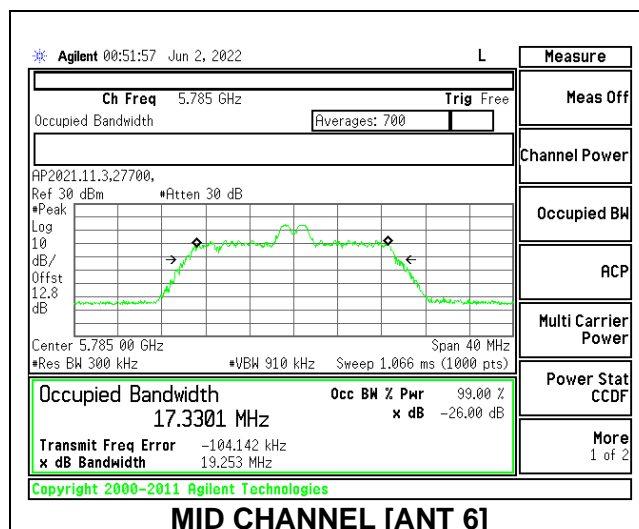 Agilent 00:51:57 Jun 2, 2022 L
Measure
Ch Freq 5.785 GHz Trig Free
Meas Off
Occupied Bandwidth Averages: 700
Channel Power
AP2021.11.3,27700,
Ref 30 dBm #Atten 30 dB
#Peak
Log
10
dB/
Offst
12.8
dB
Occupied BW
ACP
Multi Carrier
Power
Center 5.785 00 GHz Span 40 MHz
#Res BW 300 kHz #VBW 910 kHz Sweep 1.066 ms (1000 pts)
Power Stat
CCDF
Occupied Bandwidth Occ BW % Pwr 99.00 %
17.3301 MHz x dB -26.00 dB
More
1 of 2
Transmit Freq Error -104.142 kHz
x dB Bandwidth 19.253 MHz
Copyright 2000-2011 Agilent Technologies
MID CHANNEL [ANT 6]